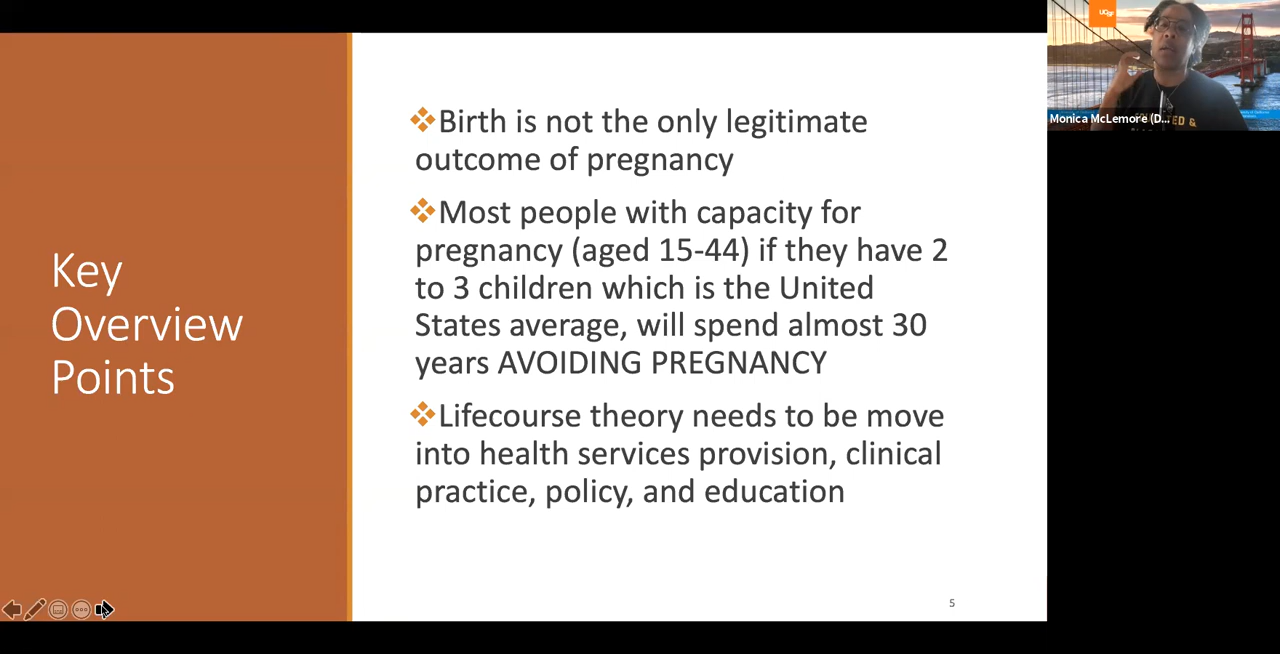 Key
Overview
Points
❖Birth is not the only legitimate
outcome of pregnancy
❖Most people with capacity for
pregnancy (aged 15-44) if they have 2
to 3 children which is the United
States average, will spend almost 30
years AVOIDING PREGNANCY
❖Lifecourse theory needs to be move
into health services provision, clinical
practice, policy, and education
5
Monica McLemore (D...